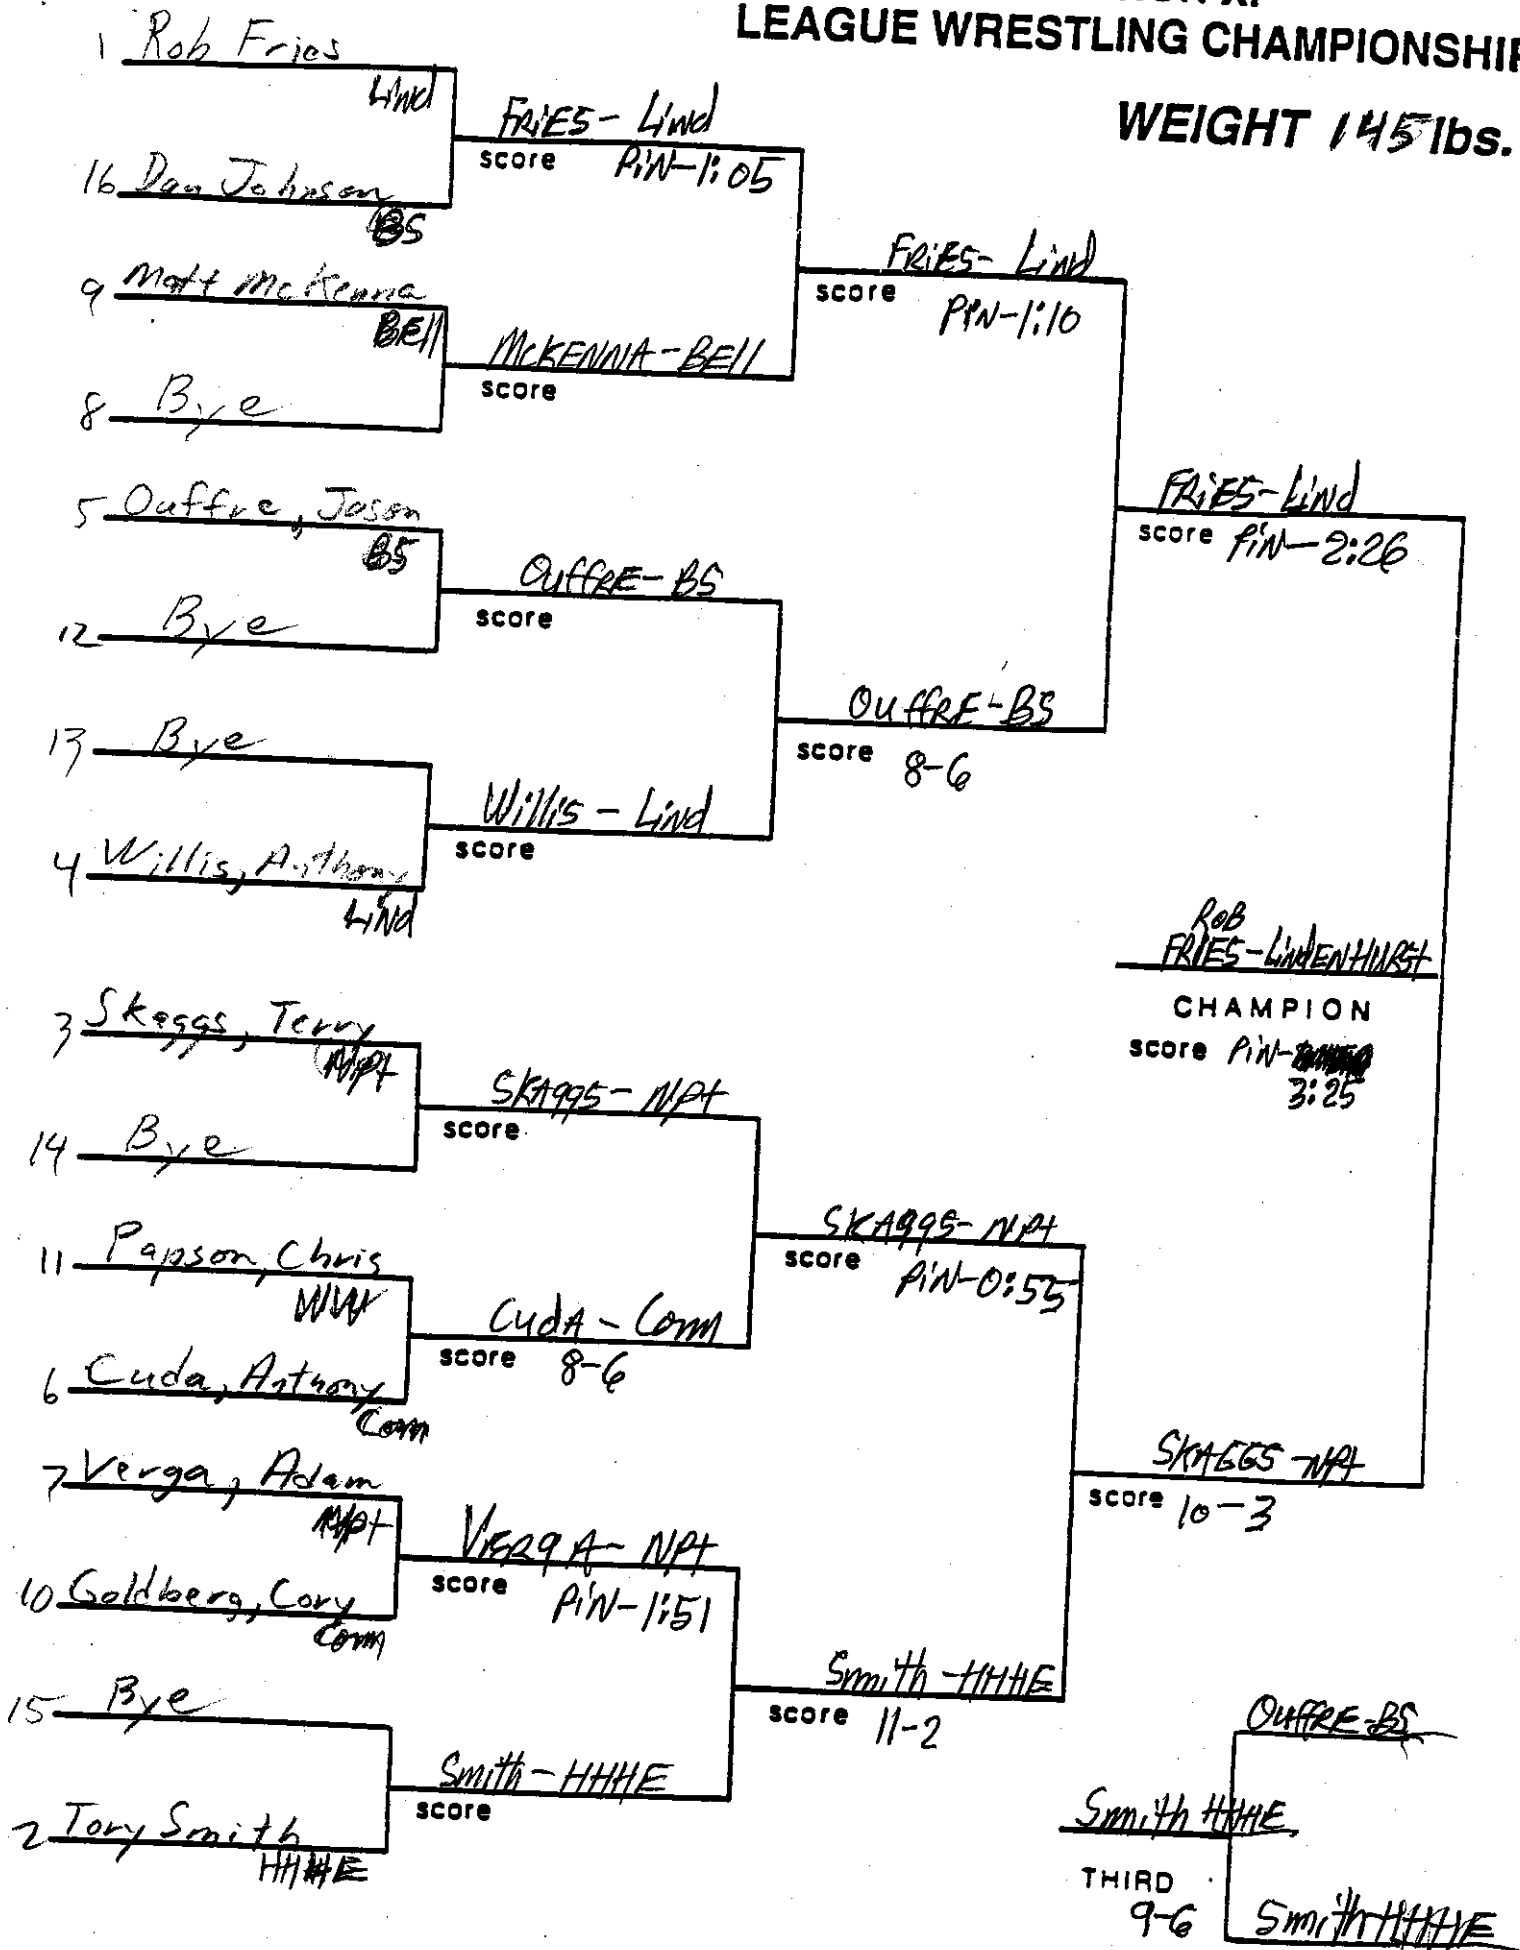 LEAGUE WRESTLING CHAMPIONSHIP
WEIGHT 145 lbs.
1 Rob Fries
Lind
FRIES - Lind
score PIN-1:05
16 Dan Johnson
BS
FRIES - Lind
score PIN-1:10
9 Matt McKenna
BEll
MCKENNA - BEll
score
8 Bye
FRIES - Lind
score PIN - 2:26
5 Ouffre, Jason
BS
OuffRE - BS
score
12 Bye
OuffRE - BS
score 8-6
13 Bye
Willis - Lind
score
4 Willis, Anthony
Lind
ROB
FRIES - LindENHURST
CHAMPION
score PIN-
3:25
3 Skaggs, Terry
NPt
SKAggS - NPt
score
14 Bye
SKAggS - NPt
score PIN-0:55
11 Papson, Chris
WW
CudA - Comm
score 8-6
6 Cuda, Anthony
Comm
SKAGGS - NPt
score 10-3
7 Verga, Adam
NPt
VERgA - NPt
score PIN-1:51
10 Goldberg, Cory
Comm
Smith - HHHE
score 11-2
15 Bye
Smith - HHHE
score
2 Tory Smith
HHHE
OuffRE - BS
Smith HHHE
THIRD
9-6
Smith HHHE